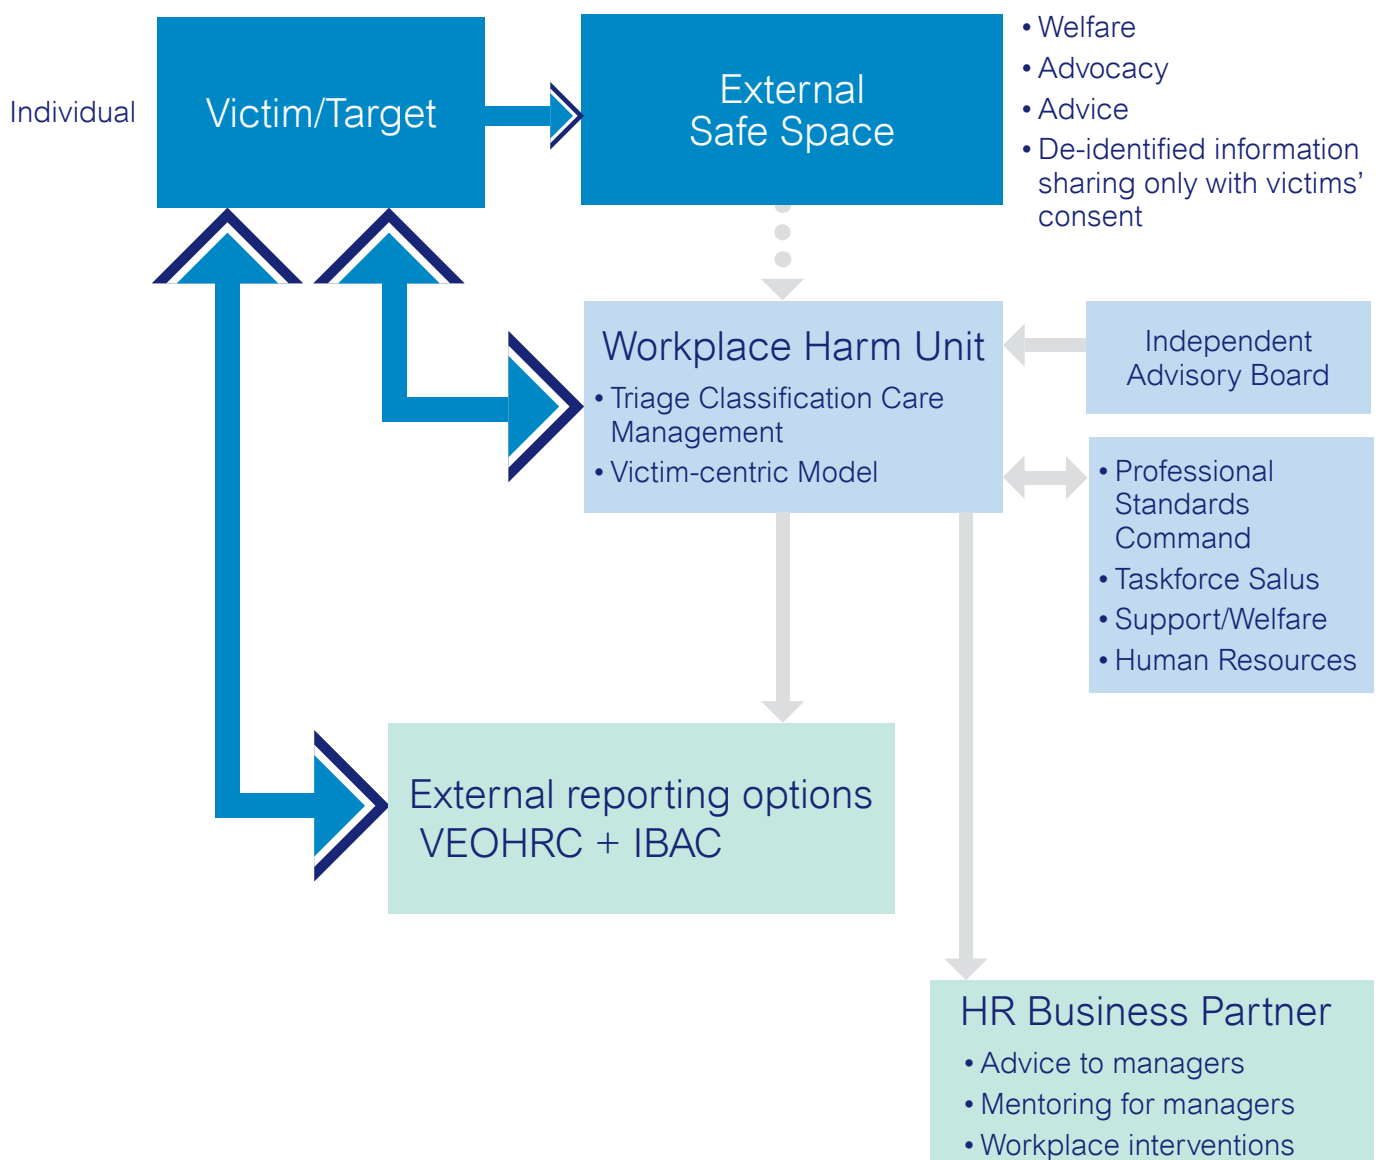 Individual
Victim/Target
External
Safe Space
• Welfare
• Advocacy
• Advice
• De-identified information
sharing only with victims’
consent
Workplace Harm Unit
• Triage Classification Care
Management
• Victim-centric Model
Independent
Advisory Board
• Professional
Standards
Command
• Taskforce Salus
• Support/Welfare
• Human Resources
External reporting options
VEOHRC + IBAC
HR Business Partner
• Advice to managers
• Mentoring for managers
• Workplace interventions